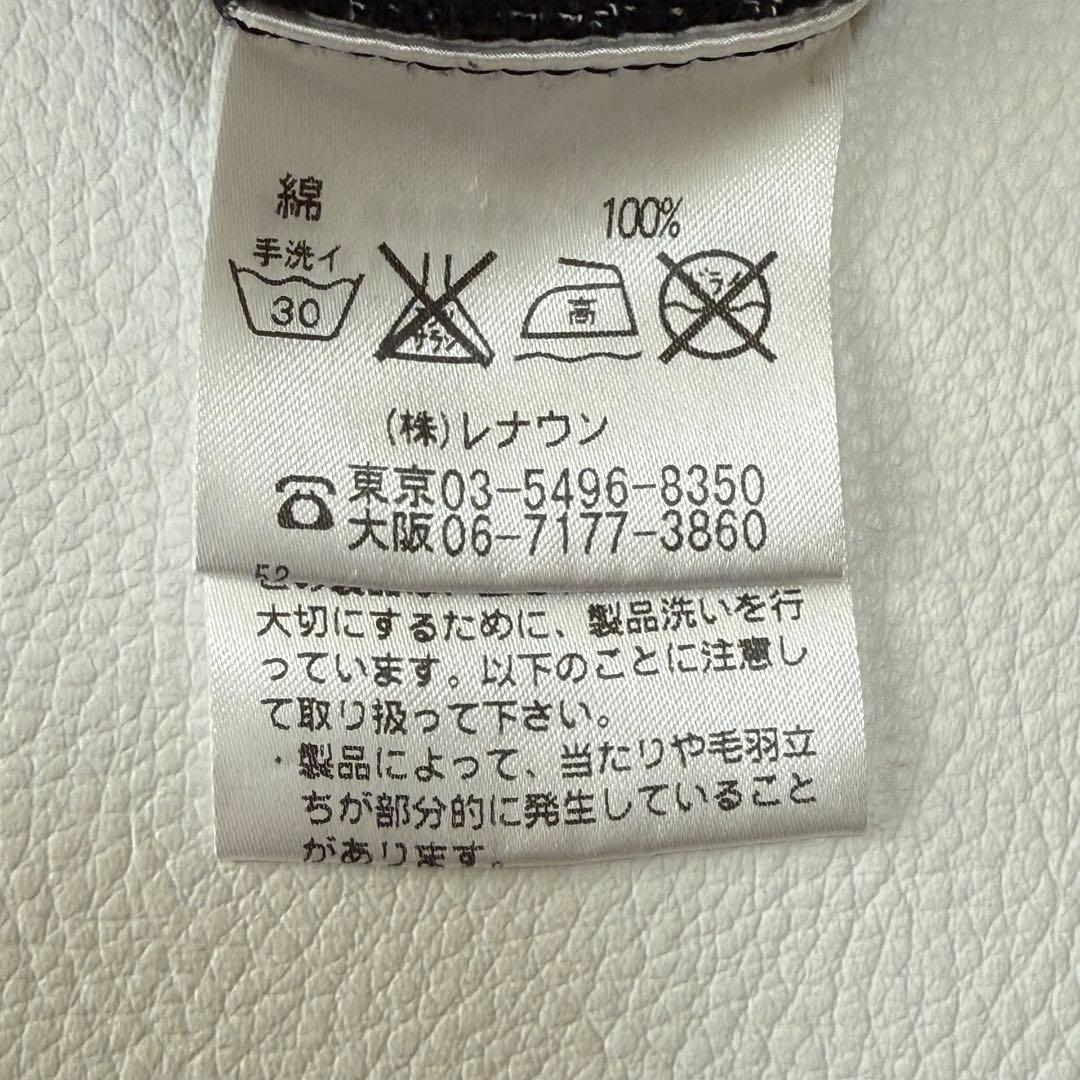 綿 100%
手洗イ
30
高
ドライ
(株)レナウン
東京03-5496-8350
大阪06-7177-3860
大切にするために、製品洗いを行
っています。以下のことに注意し
て取り扱って下さい。
・製品によって、当たりや毛羽立
ちが部分的に発生していること
があります。